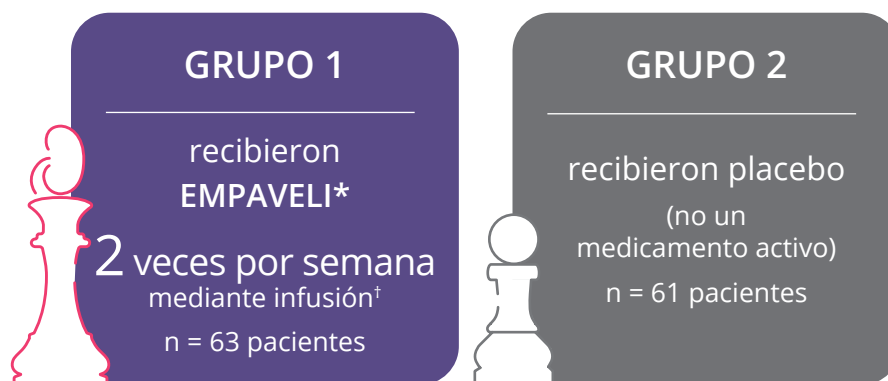 GRUPO 1
recibieron
EMPAVELI*
2 veces por semana
mediante infusión†
n = 63 pacientes
GRUPO 2
recibieron placebo
(no un
medicamento activo)
n = 61 pacientes